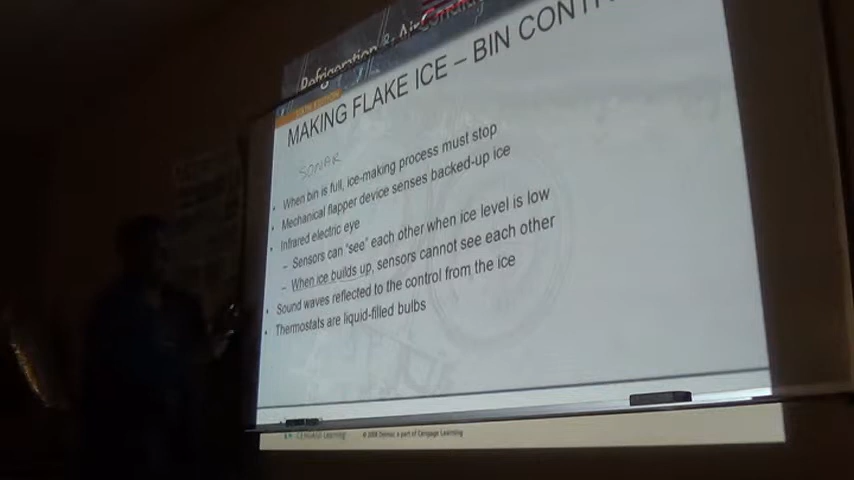 Refrigeration & Air
MAKING FLAKE ICE – BIN CONT
SONAR
• When bin is full, ice-making process must stop
• Mechanical flapper device senses backed-up ice
• Infrared electric eye
– Sensors can "see" each other when ice level is low
– When ice builds up, sensors cannot see each other
• Sound waves reflected to the control from the ice
• Thermostats are liquid-filled bulbs
Learning © 2009 Delmar, a part of Cengage Learning